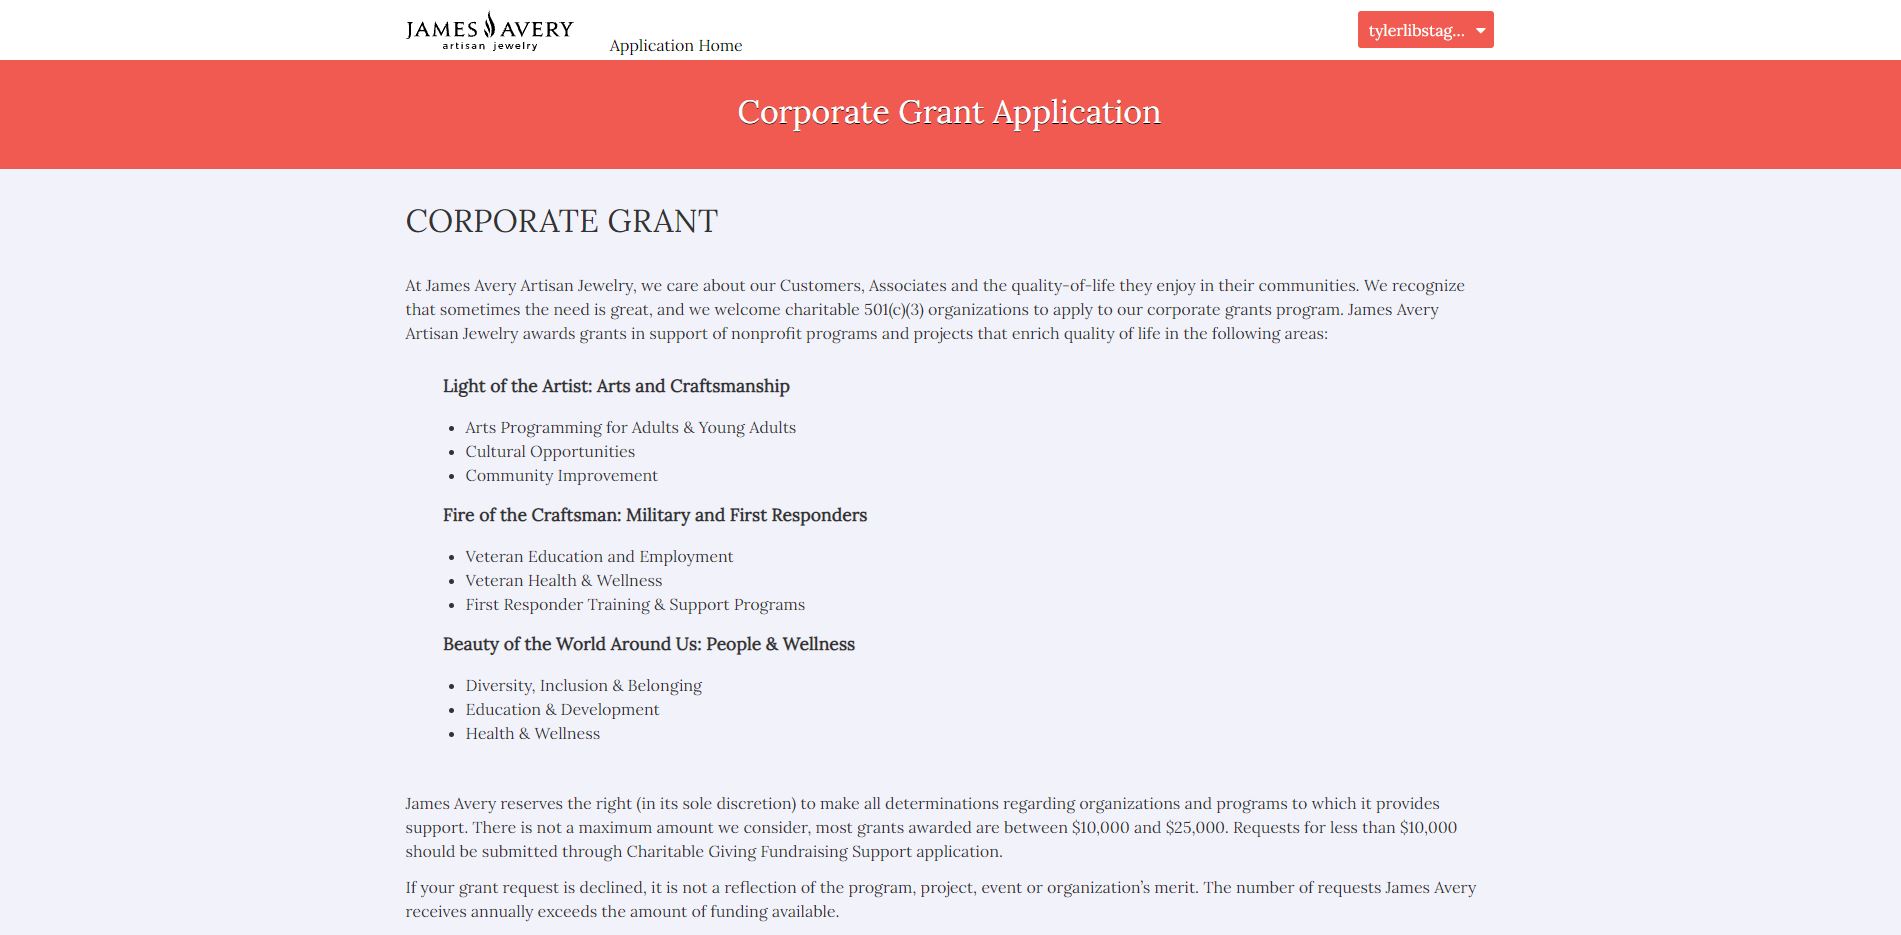 JAMES AVERY
artisan jewelry
Application Home
tylerlibstag...
Corporate Grant Application
CORPORATE GRANT
At James Avery Artisan Jewelry, we care about our Customers, Associates and the quality-of-life they enjoy in their communities. We recognize
that sometimes the need is great, and we welcome charitable 501(c)(3) organizations to apply to our corporate grants program. James Avery
Artisan Jewelry awards grants in support of nonprofit programs and projects that enrich quality of life in the following areas:
Light of the Artist: Arts and Craftsmanship
• Arts Programming for Adults & Young Adults
• Cultural Opportunities
• Community Improvement
Fire of the Craftsman: Military and First Responders
• Veteran Education and Employment
• Veteran Health & Wellness
• First Responder Training & Support Programs
Beauty of the World Around Us: People & Wellness
• Diversity, Inclusion & Belonging
• Education & Development
• Health & Wellness
James Avery reserves the right (in its sole discretion) to make all determinations regarding organizations and programs to which it provides
support. There is not a maximum amount we consider, most grants awarded are between $10,000 and $25,000. Requests for less than $10,000
should be submitted through Charitable Giving Fundraising Support application.
If your grant request is declined, it is not a reflection of the program, project, event or organization's merit. The number of requests James Avery
receives annually exceeds the amount of funding available.